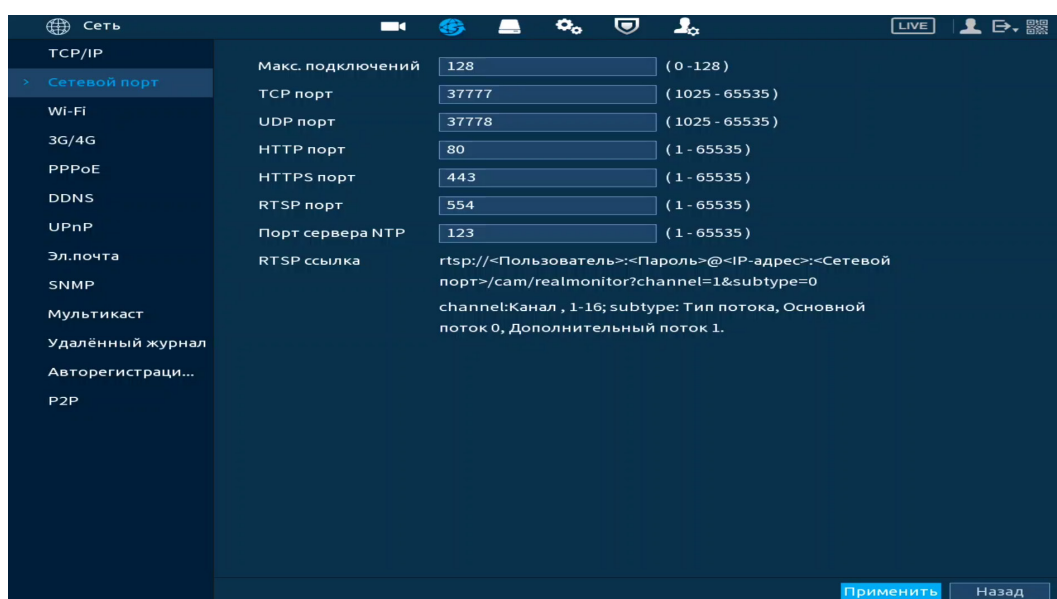 Сеть
LIVE
TCP/IP
Сетевой порт
Wi-Fi
3G/4G
PPPoE
DDNS
UPnP
Эл.почта
SNMP
Мультикаст
Удалённый журнал
Авторегистраци...
P2P
Макс. подключений 128 (0-128)
TCP порт 37777 (1025-65535)
UDP порт 37778 (1025-65535)
HTTP порт 80 (1-65535)
HTTPS порт 443 (1-65535)
RTSP порт 554 (1-65535)
Порт сервера NTP 123 (1-65535)
RTSP ссылка rtsp://<Пользователь>:<Пароль>@<IP-адрес>:<Сетевой
порт>/cam/realmonitor?channel=1&subtype=0
channel:Канал , 1-16; subtype: Тип потока, Основной
поток 0, Дополнительный поток 1.
Применить Назад